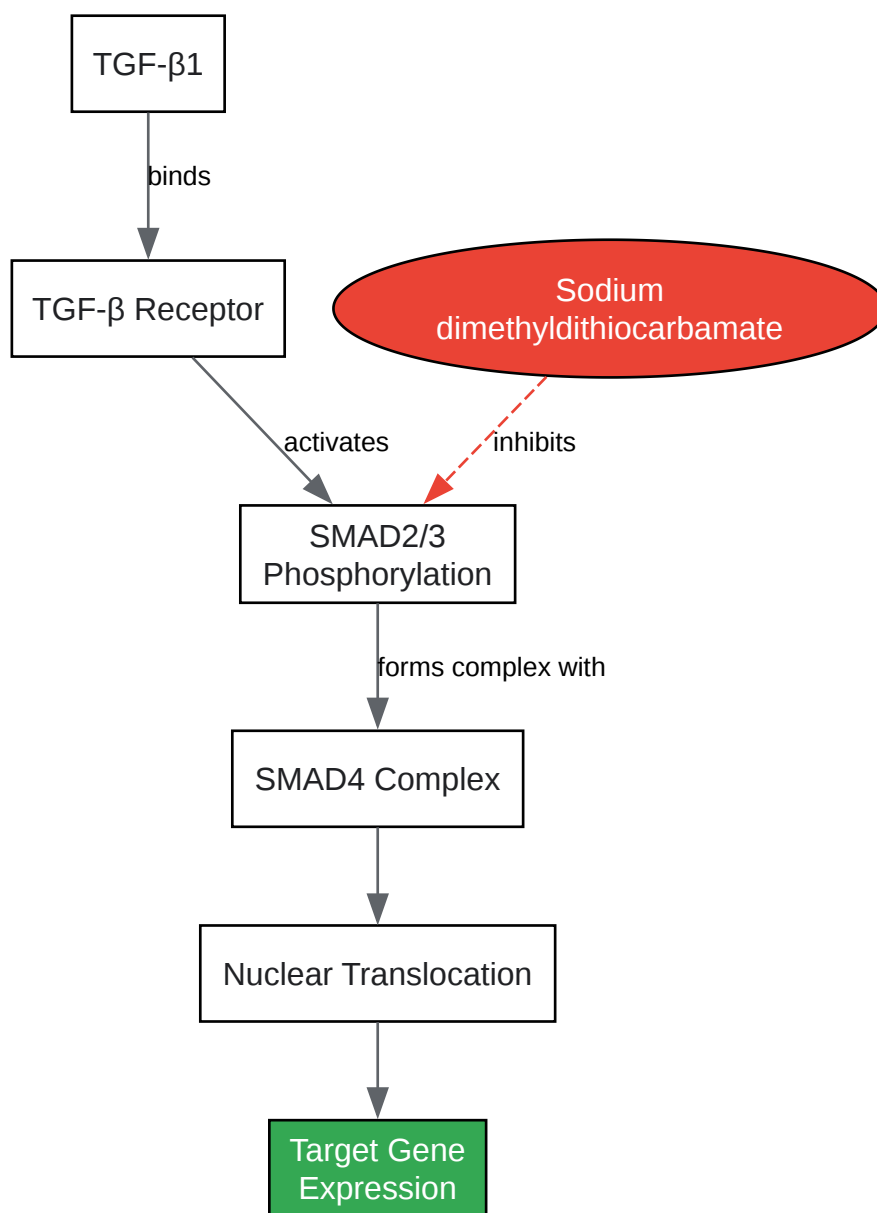 TGF-β1
binds
TGF-β Receptor
Sodium
dimethyldithiocarbamate
activates
inhibits
SMAD2/3
Phosphorylation
forms complex with
SMAD4 Complex
Nuclear Translocation
Target Gene
Expression